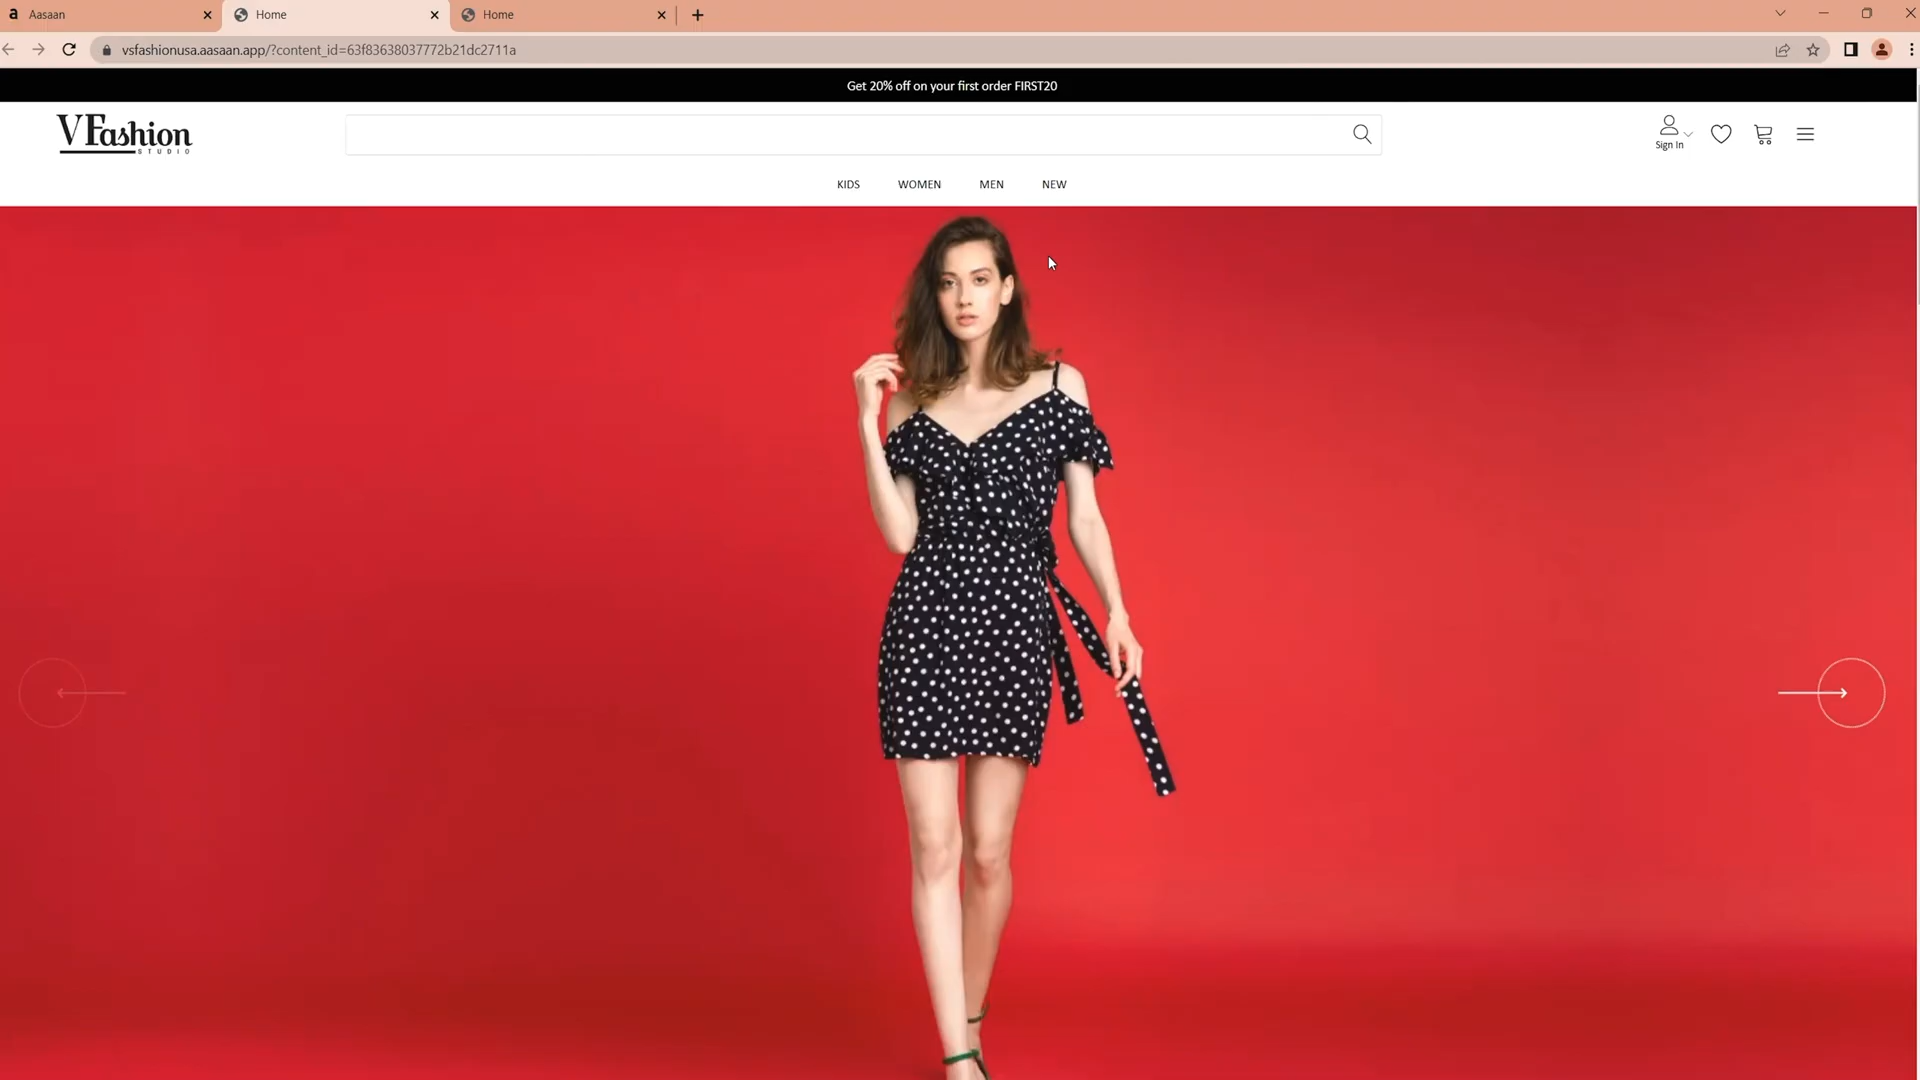 Aasaan
Home
Home
vsfashionusa.aasaan.app/?content_id=63f83638037772b21dc2711a
Get 20% off on your first order FIRST20
VFashion
STUDIO
Sign In
KIDS WOMEN MEN NEW